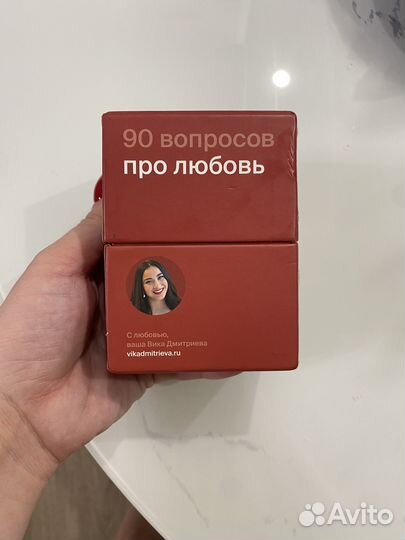 90 вопросов
про любовь
С любовью,
ваша Вика Дмитриева
vikadmitrieva.ru
Avito